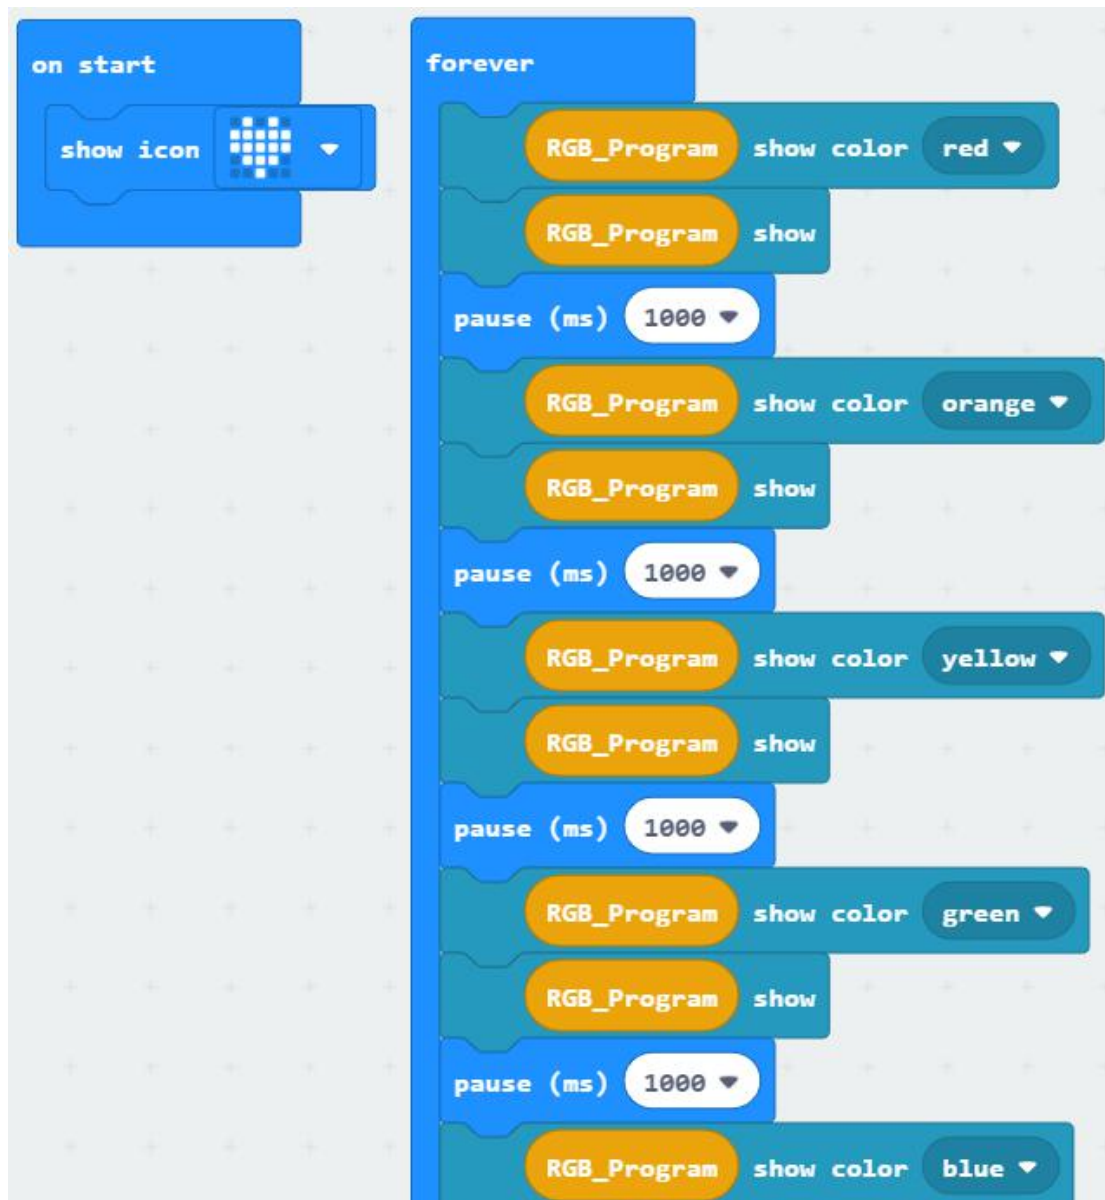 on start
show icon
forever
RGB_Program show color red
RGB_Program show
pause (ms) 1000
RGB_Program show color orange
RGB_Program show
pause (ms) 1000
RGB_Program show color yellow
RGB_Program show
pause (ms) 1000
RGB_Program show color green
RGB_Program show
pause (ms) 1000
RGB_Program show color blue